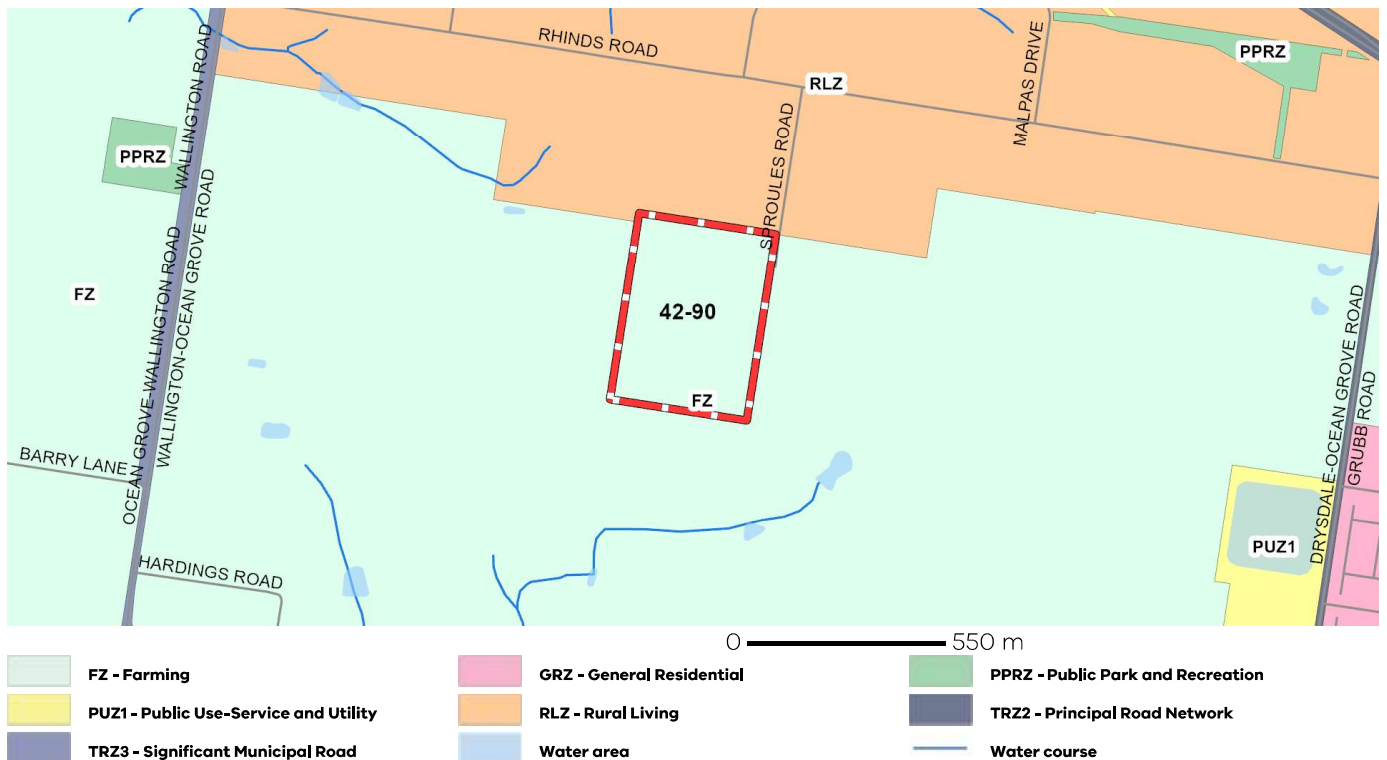 RHINDS ROAD
MALPAS DRIVE
PPRZ
WALLINGTON ROAD
RLZ
PPRZ
SPROULES ROAD
WALLINGTON-OCEAN GROVE ROAD
OCEAN GROVE-WALLINGTON ROAD
FZ
42-90
FZ
DRYSDALE-OCEAN GROVE ROAD
GRUBB ROAD
BARRY LANE
PUZ1
HARDINGS ROAD
0 550 m
FZ - Farming
GRZ - General Residential
PPRZ - Public Park and Recreation
PUZ1 - Public Use-Service and Utility
RLZ - Rural Living
TRZ2 - Principal Road Network
TRZ3 - Significant Municipal Road
Water area
Water course